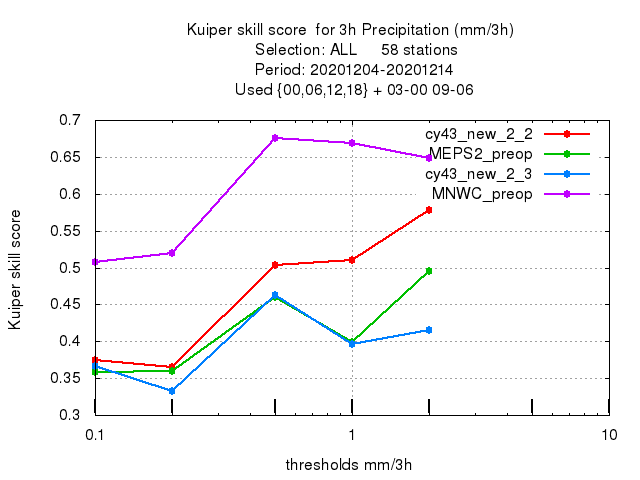 Kuiper skill score  for 3h Precipitation (mm/3h)
Selection: ALL     58 stations
Period: 20201204-20201214
Used {00,06,12,18} + 03-00 09-06
0.7
0.65
0.6
0.55
0.5
0.45
0.4
0.35
0.3
Kuiper skill score
cy43_new_2_2
MEPS2_preop
cy43_new_2_3
MNWC_preop
0.1 1 10
thresholds mm/3h